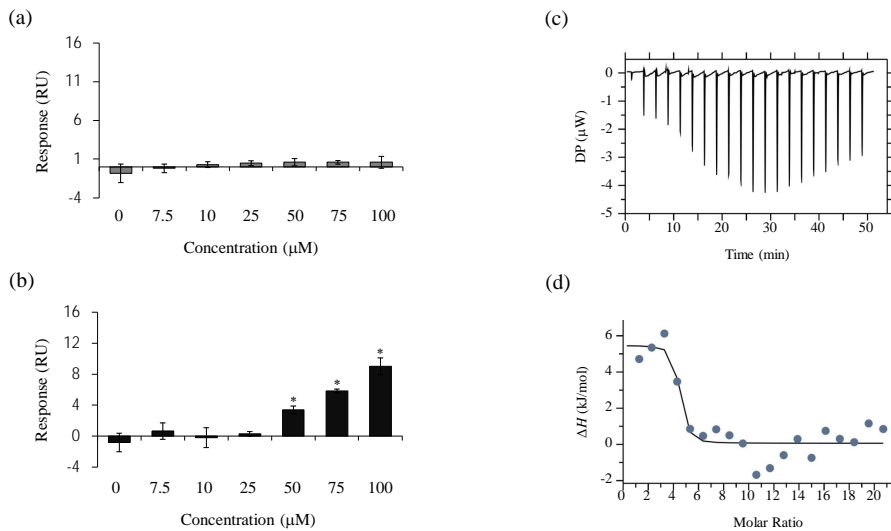 (a)
16
11
6
1
-4
Response (RU)
0 7.5 10 25 50 75 100
Concentration (μM)
(b)
16
12
8
4
0
-4
Response (RU)
* * *
0 7.5 10 25 50 75 100
Concentration (μM)
(c)
0
-1
-2
-3
-4
-5
DP (μW)
0 10 20 30 40 50
Time (min)
(d)
6
4
2
0
-2
ΔH (kJ/mol)
0 2 4 6 8 10 12 14 16 18 20
Molar Ratio